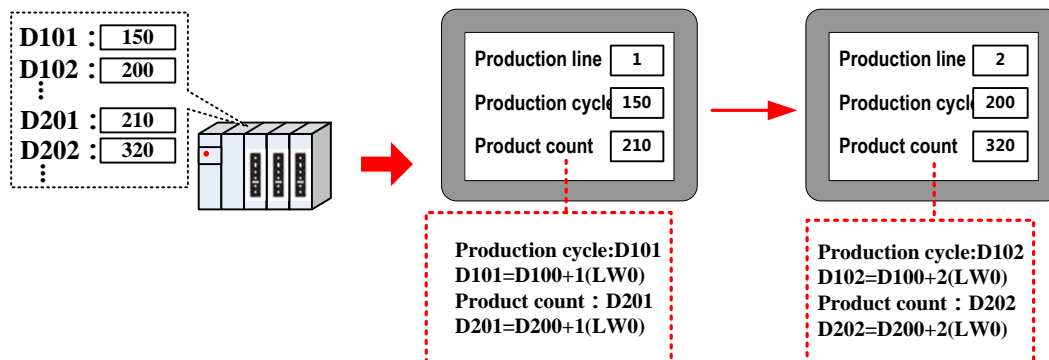 D101：150
D102：200
⋮
D201：210
D202：320
⋮
Production line 1
Production cycle 150
Product count 210
Production line 2
Production cycl 200
Product count 320
Production cycle:D101
D101=D100+1(LW0)
Product count：D201
D201=D200+1(LW0)
Production cycle:D102
D102=D100+2(LW0)
Product count：D202
D202=D200+2(LW0)